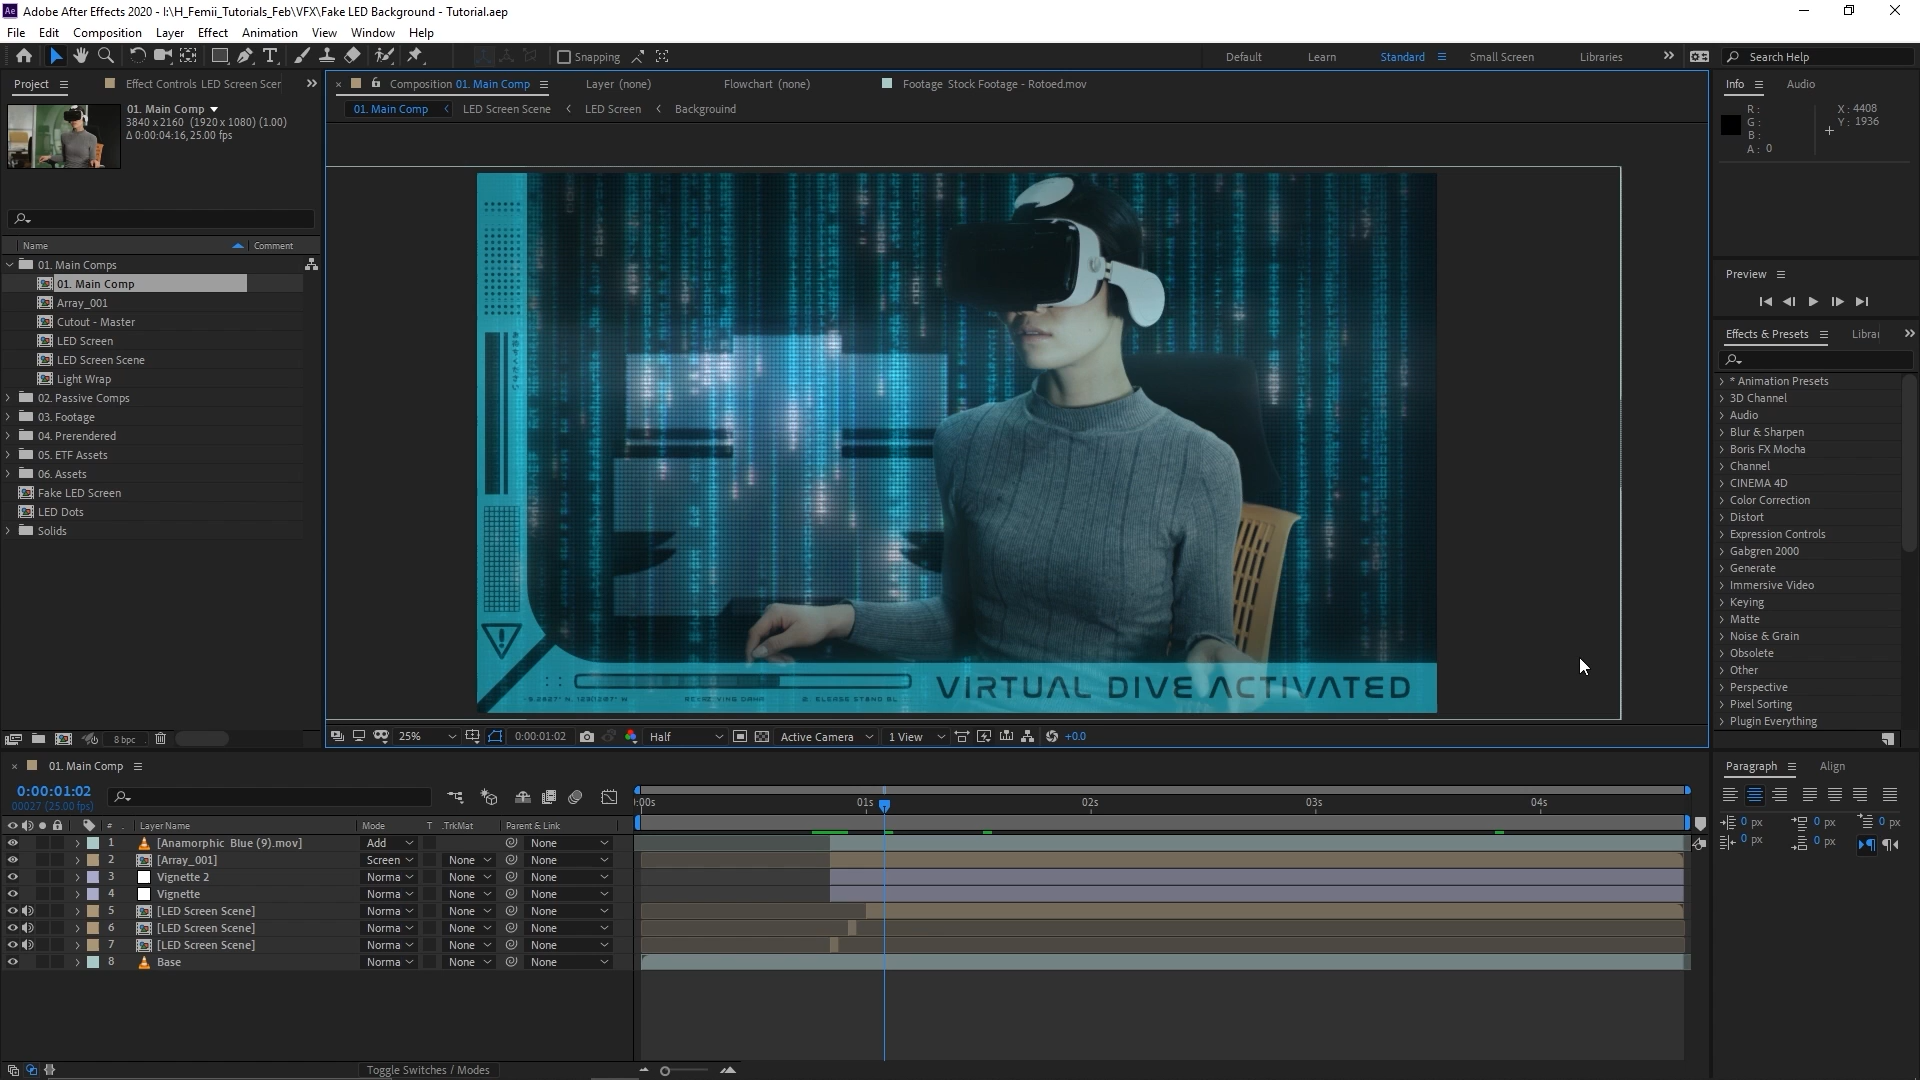 Adobe After Effects 2020 - I:\H_Femii_Tutorials_Feb\VFX\Fake LED Background - Tutorial.aep
File Edit Composition Layer Effect Animation View Window Help
Snapping Default Learn Standard Small Screen Libraries Search Help
Project Effect Controls LED Screen Scer
01. Main Comp
3840 x 2160 (1920 x 1080) (1.00)
Δ 0:00:04:16, 25.00 fps
Name Comment
01. Main Comps
01. Main Comp
Array_001
Cutout - Master
LED Screen
LED Screen Scene
Light Wrap
02. Passive Comps
03. Footage
04. Prerendered
05. ETF Assets
06. Assets
Fake LED Screen
LED Dots
Solids
8 bpc
Composition 01. Main Comp Layer (none) Flowchart (none) Footage Stock Footage - Rotoed.mov
01. Main Comp LED Screen Scene LED Screen Background
VIRTUAL DIVE ACTIVATED
25% 0:00:01:02 Half Active Camera 1 View +0.0
Info Audio
R:
G:
B:
A: 0
X: 4408
Y: 1936
Preview
Effects & Presets Librar
* Animation Presets
3D Channel
Audio
Blur & Sharpen
Boris FX Mocha
Channel
CINEMA 4D
Color Correction
Distort
Expression Controls
Gabgren 2000
Generate
Immersive Video
Keying
Matte
Noise & Grain
Obsolete
Other
Perspective
Pixel Sorting
Plugin Everything
Paragraph Align
0 px 0 px 0 px
0 px 0 px
01. Main Comp
0:00:01:02
00027 (25.00 fps)
# Layer Name Mode T .TrkMat Parent & Link
1 [Anamorphic Blue (9).mov] Add None
2 [Array_001] Screen None None
3 Vignette 2 Norma None None
4 Vignette Norma None None
5 [LED Screen Scene] Norma None None
6 [LED Screen Scene] Norma None None
7 [LED Screen Scene] Norma None None
8 Base Norma None None
:00s 01s 02s 03s 04s
Toggle Switches / Modes